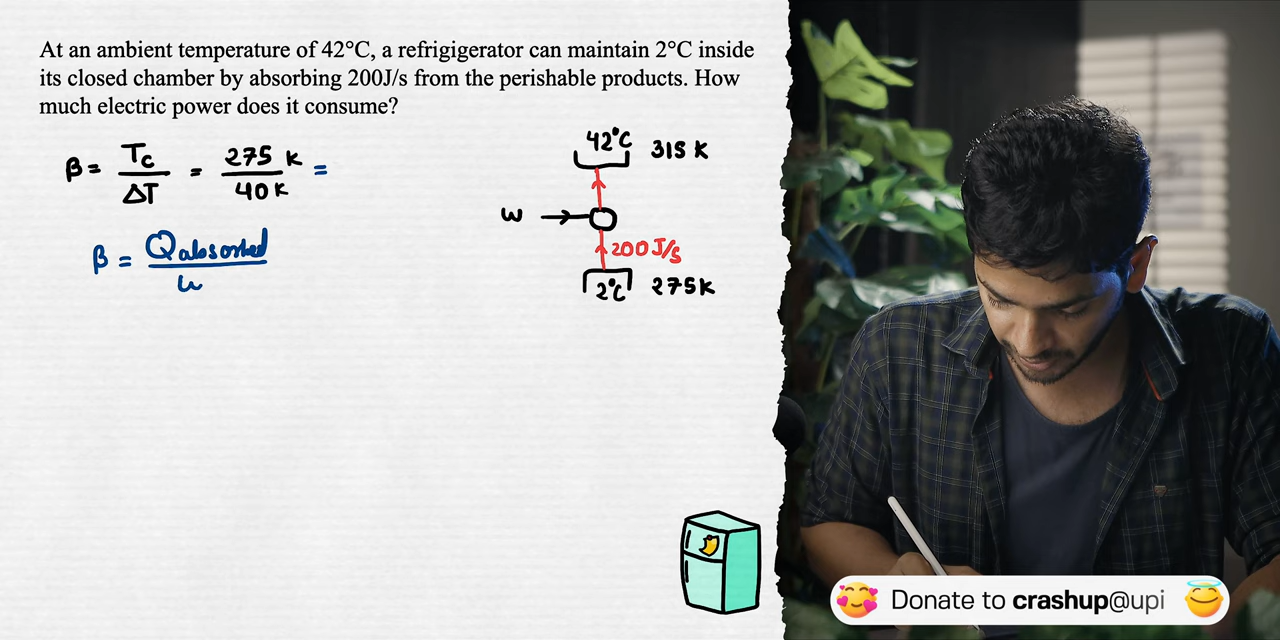 At an ambient temperature of 42°C, a refrigigerator can maintain 2°C inside
its closed chamber by absorbing 200J/s from the perishable products. How
much electric power does it consume?
β = Tc / ΔT = 275 K / 40 K =
β = Qabsorbed / w
42°C 315 K
w
200 J/s
2°C 275K
Donate to crashup@upi